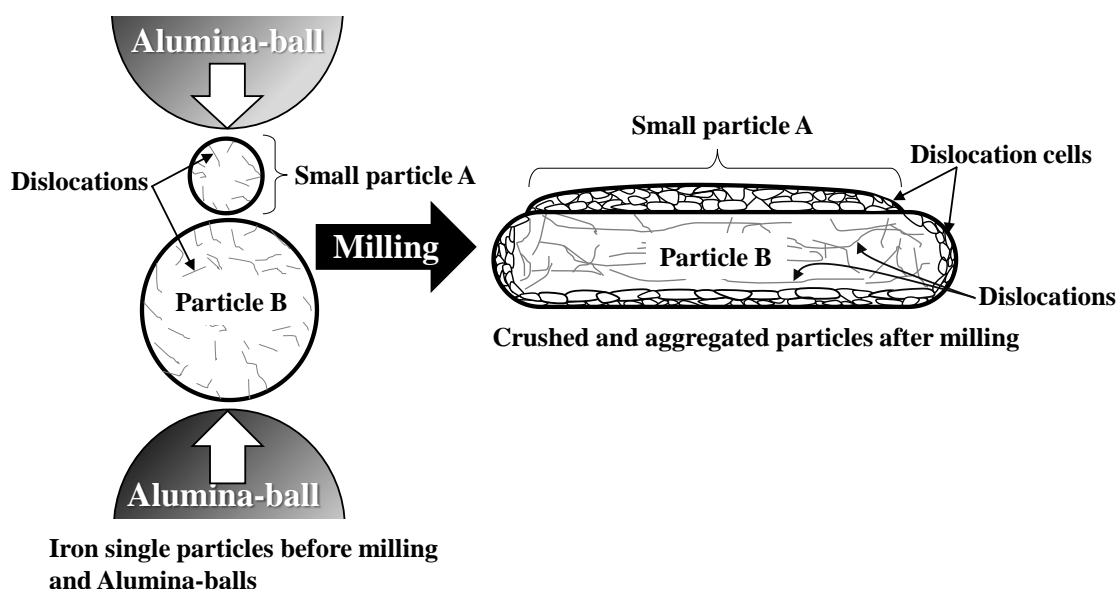 Alumina-ball
Dislocations
Small particle A
Particle B
Milling
Alumina-ball
Iron single particles before milling
and Alumina-balls
Small particle A
Dislocation cells
Particle B
Dislocations
Crushed and aggregated particles after milling